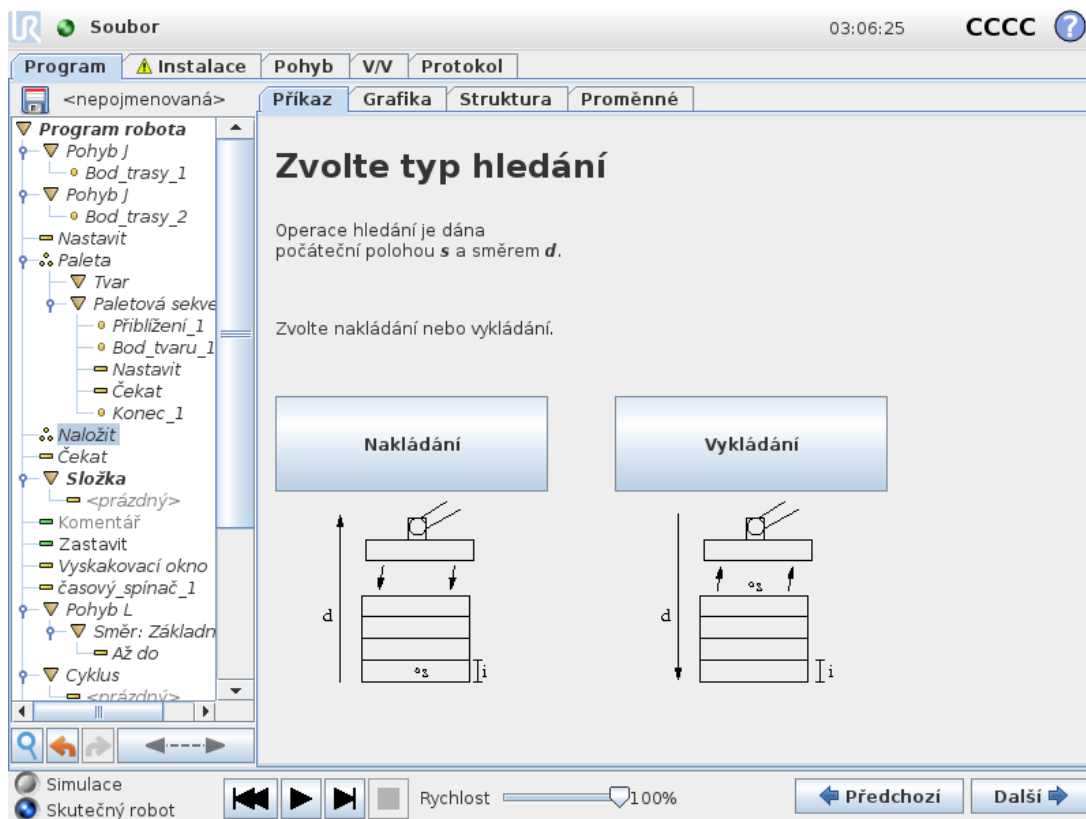 UR Soubor 03:06:25 CCCC ?
Program Instalace Pohyb V/V Protokol
<nepojmenovaná> Příkaz Grafika Struktura Proměnné
Program robota
Pohyb J
Bod_trasy_1
Pohyb J
Bod_trasy_2
Nastavit
Paleta
Tvar
Paletová sekve
Přiblížení_1
Bod_tvaru_1
Nastavit
Čekat
Konec_1
Naložit
Čekat
Složka
<prázdný>
Komentář
Zastavit
Vyskakovací okno
časový_spínač_1
Pohyb L
Směr: Základn
Až do
Cyklus
<prázdný>
Zvolte typ hledání
Operace hledání je dána
počáteční polohou s a směrem d.
Zvolte nakládání nebo vykládání.
Nakládání Vykládání
d s i
d s i
Simulace
Skutečný robot
Rychlost 100%
Předchozí Další